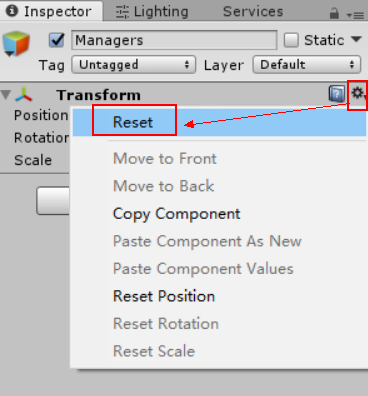 Inspector Lighting Services
Managers Static
Tag Untagged Layer Default
Transform
Position
Reset
Rotation
Scale
Move to Front
Move to Back
Copy Component
Paste Component As New
Paste Component Values
Reset Position
Reset Rotation
Reset Scale